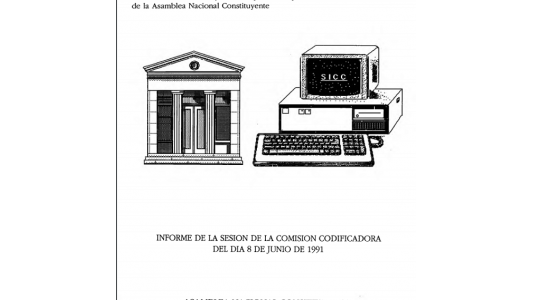 de la Asamblea Nacional Constituyente
SICC
INFORME DE LA SESION DE LA COMISION CODIFICADORA
DEL DIA 8 DE JUNIO DE 1991